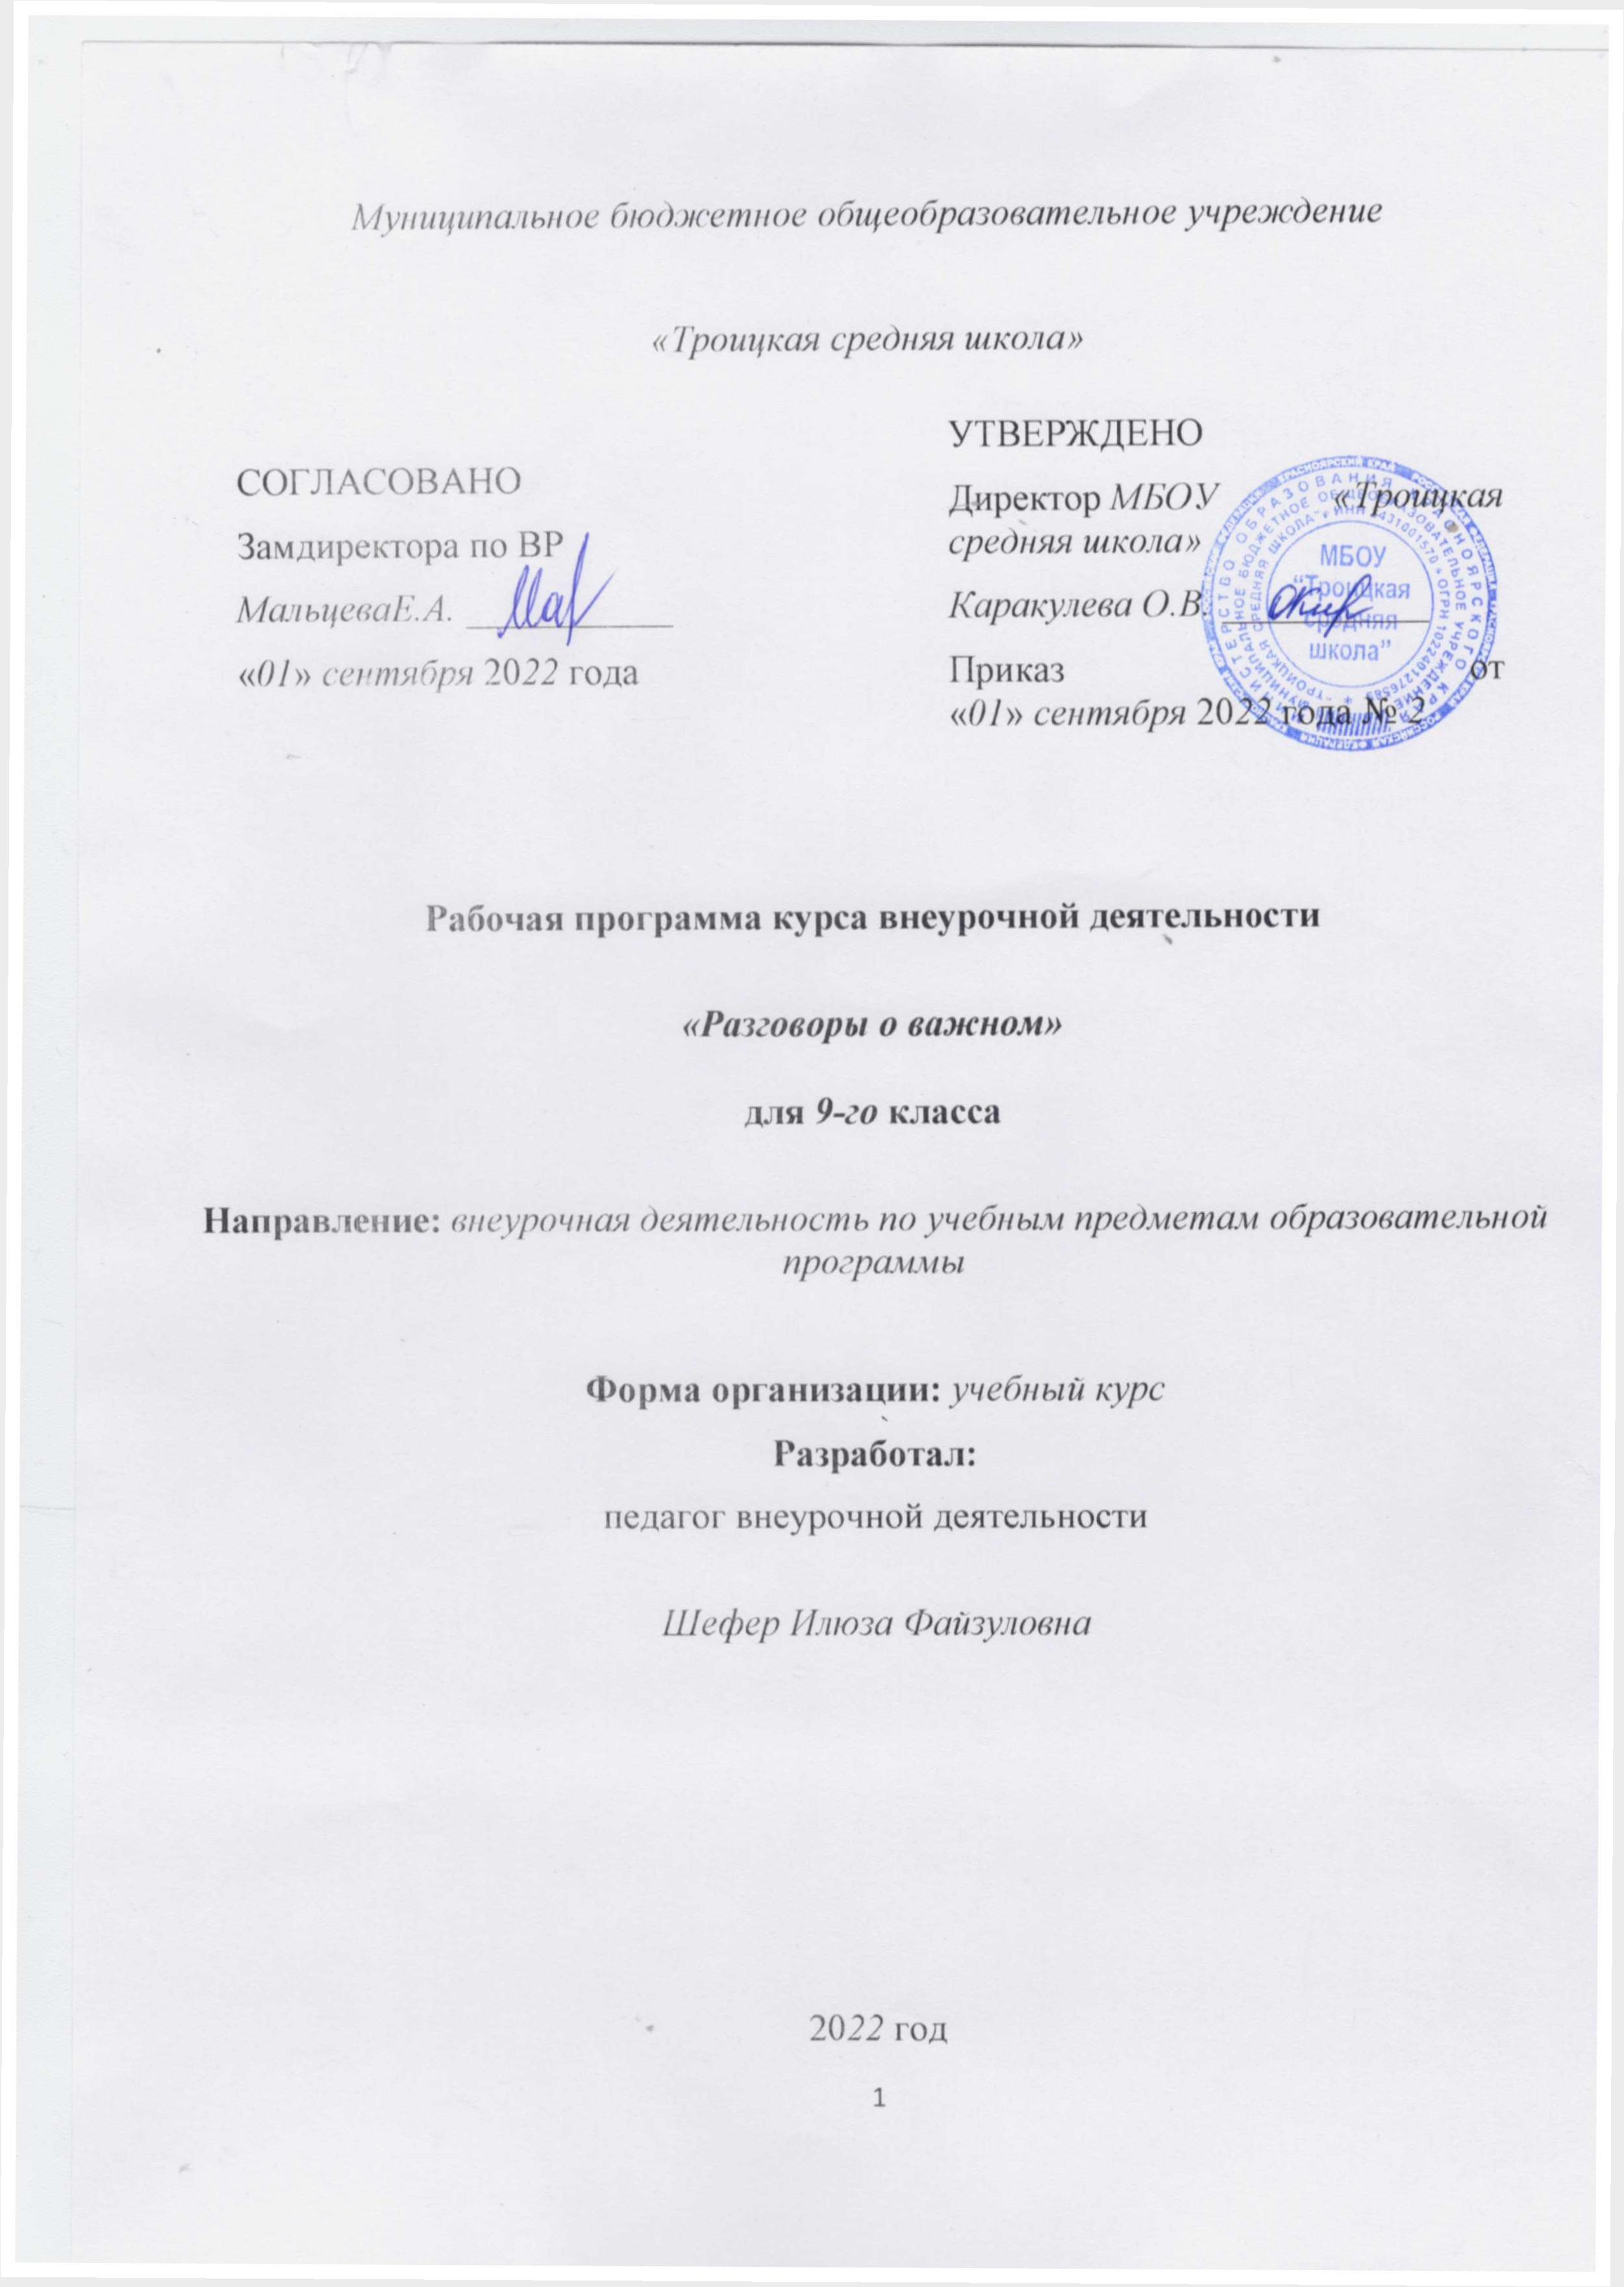 Муниципальное бюджетное общеобразовательное учреждение
«Троицкая средняя школа»
СОГЛАСОВАНО
Замдиректора по ВР
МальцеваЕ.А. ___________
«01» сентября 2022 года
УТВЕРЖДЕНО
Директор МБОУ «Троицкая
средняя школа»
Каракулева О.В. ___________
Приказ от
«01» сентября 2022 года № 2
МБОУ
“Троицкая
средняя
школа”
Рабочая программа курса внеурочной деятельности
«Разговоры о важном»
для 9-го класса
Направление: внеурочная деятельность по учебным предметам образовательной
программы
Форма организации: учебный курс
Разработал:
педагог внеурочной деятельности
Шефер Илюза Файзуловна
2022 год
1